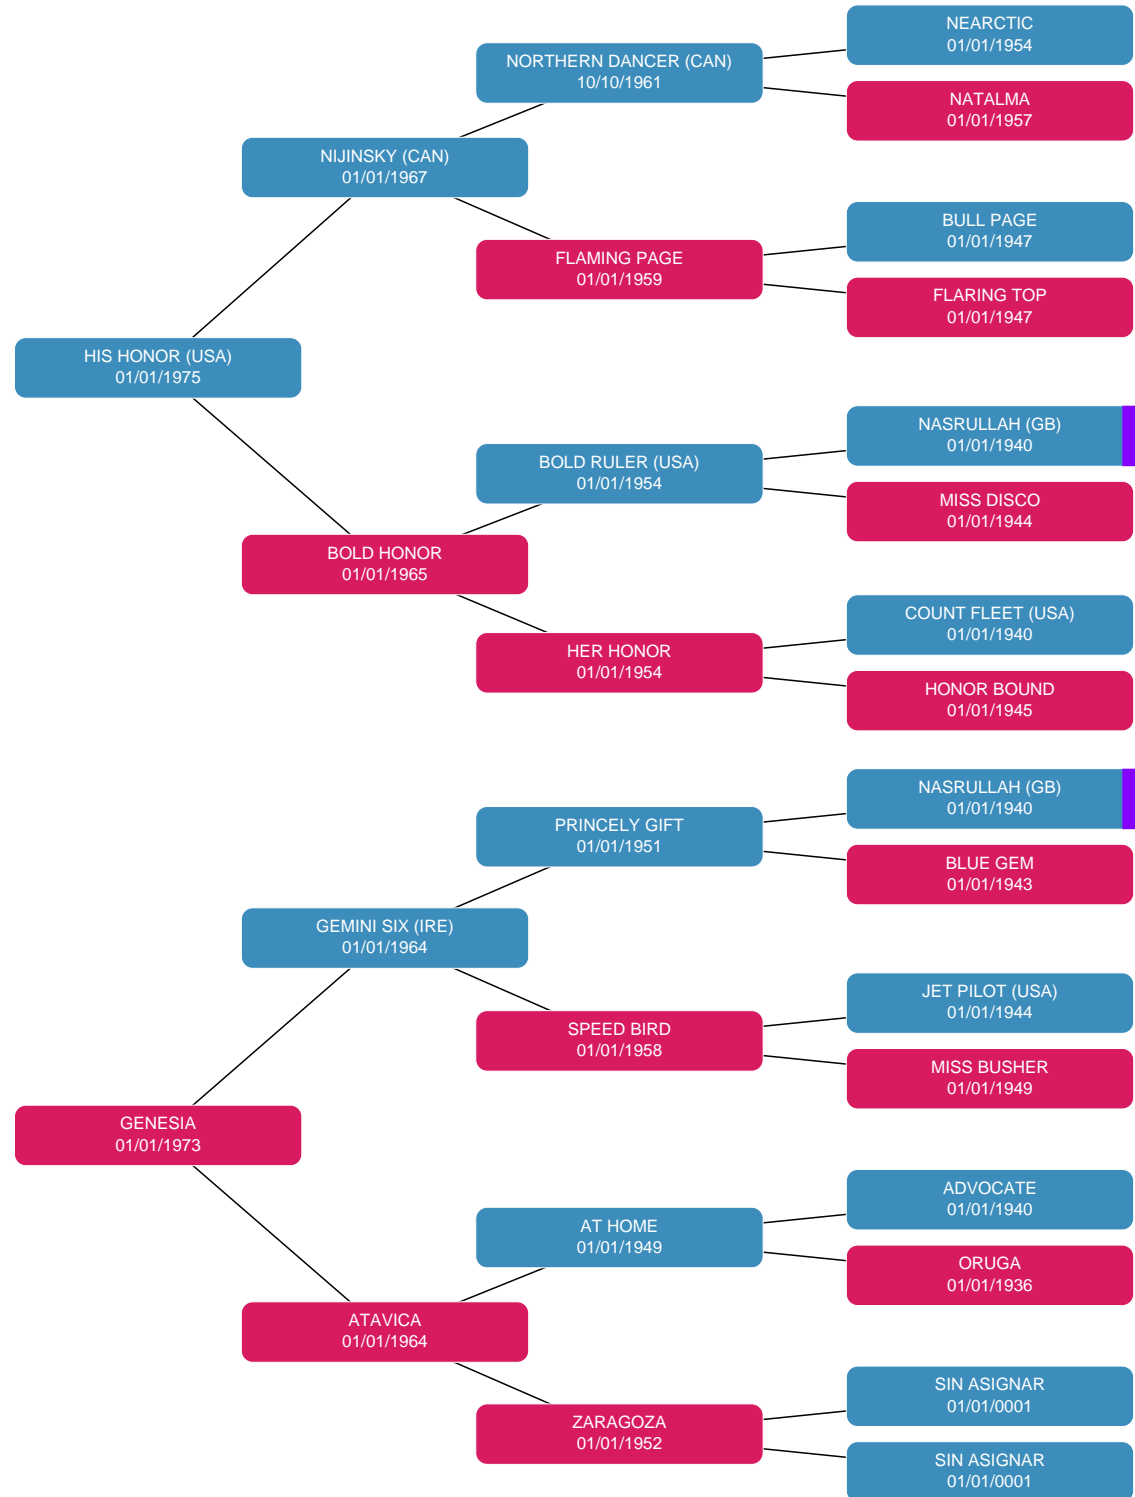 NEARCTIC
01/01/1954
NORTHERN DANCER (CAN)
10/10/1961
NATALMA
01/01/1957
NIJINSKY (CAN)
01/01/1967
BULL PAGE
01/01/1947
FLAMING PAGE
01/01/1959
FLARING TOP
01/01/1947
HIS HONOR (USA)
01/01/1975
NASRULLAH (GB)
01/01/1940
BOLD RULER (USA)
01/01/1954
MISS DISCO
01/01/1944
BOLD HONOR
01/01/1965
COUNT FLEET (USA)
01/01/1940
HER HONOR
01/01/1954
HONOR BOUND
01/01/1945
NASRULLAH (GB)
01/01/1940
PRINCELY GIFT
01/01/1951
BLUE GEM
01/01/1943
GEMINI SIX (IRE)
01/01/1964
JET PILOT (USA)
01/01/1944
SPEED BIRD
01/01/1958
MISS BUSHER
01/01/1949
GENESIA
01/01/1973
ADVOCATE
01/01/1940
AT HOME
01/01/1949
ORUGA
01/01/1936
ATAVICA
01/01/1964
SIN ASIGNAR
01/01/0001
ZARAGOZA
01/01/1952
SIN ASIGNAR
01/01/0001